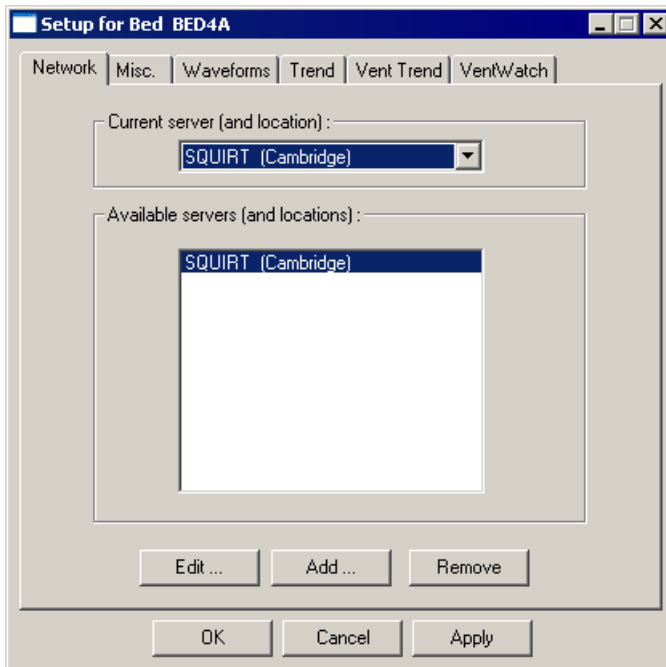 Setup for Bed BED4A
Network Misc. Waveforms Trend Vent Trend VentWatch
Current server (and location) :
SQUIRT (Cambridge)
Available servers (and locations) :
SQUIRT (Cambridge)
Edit ... Add ... Remove
OK Cancel Apply